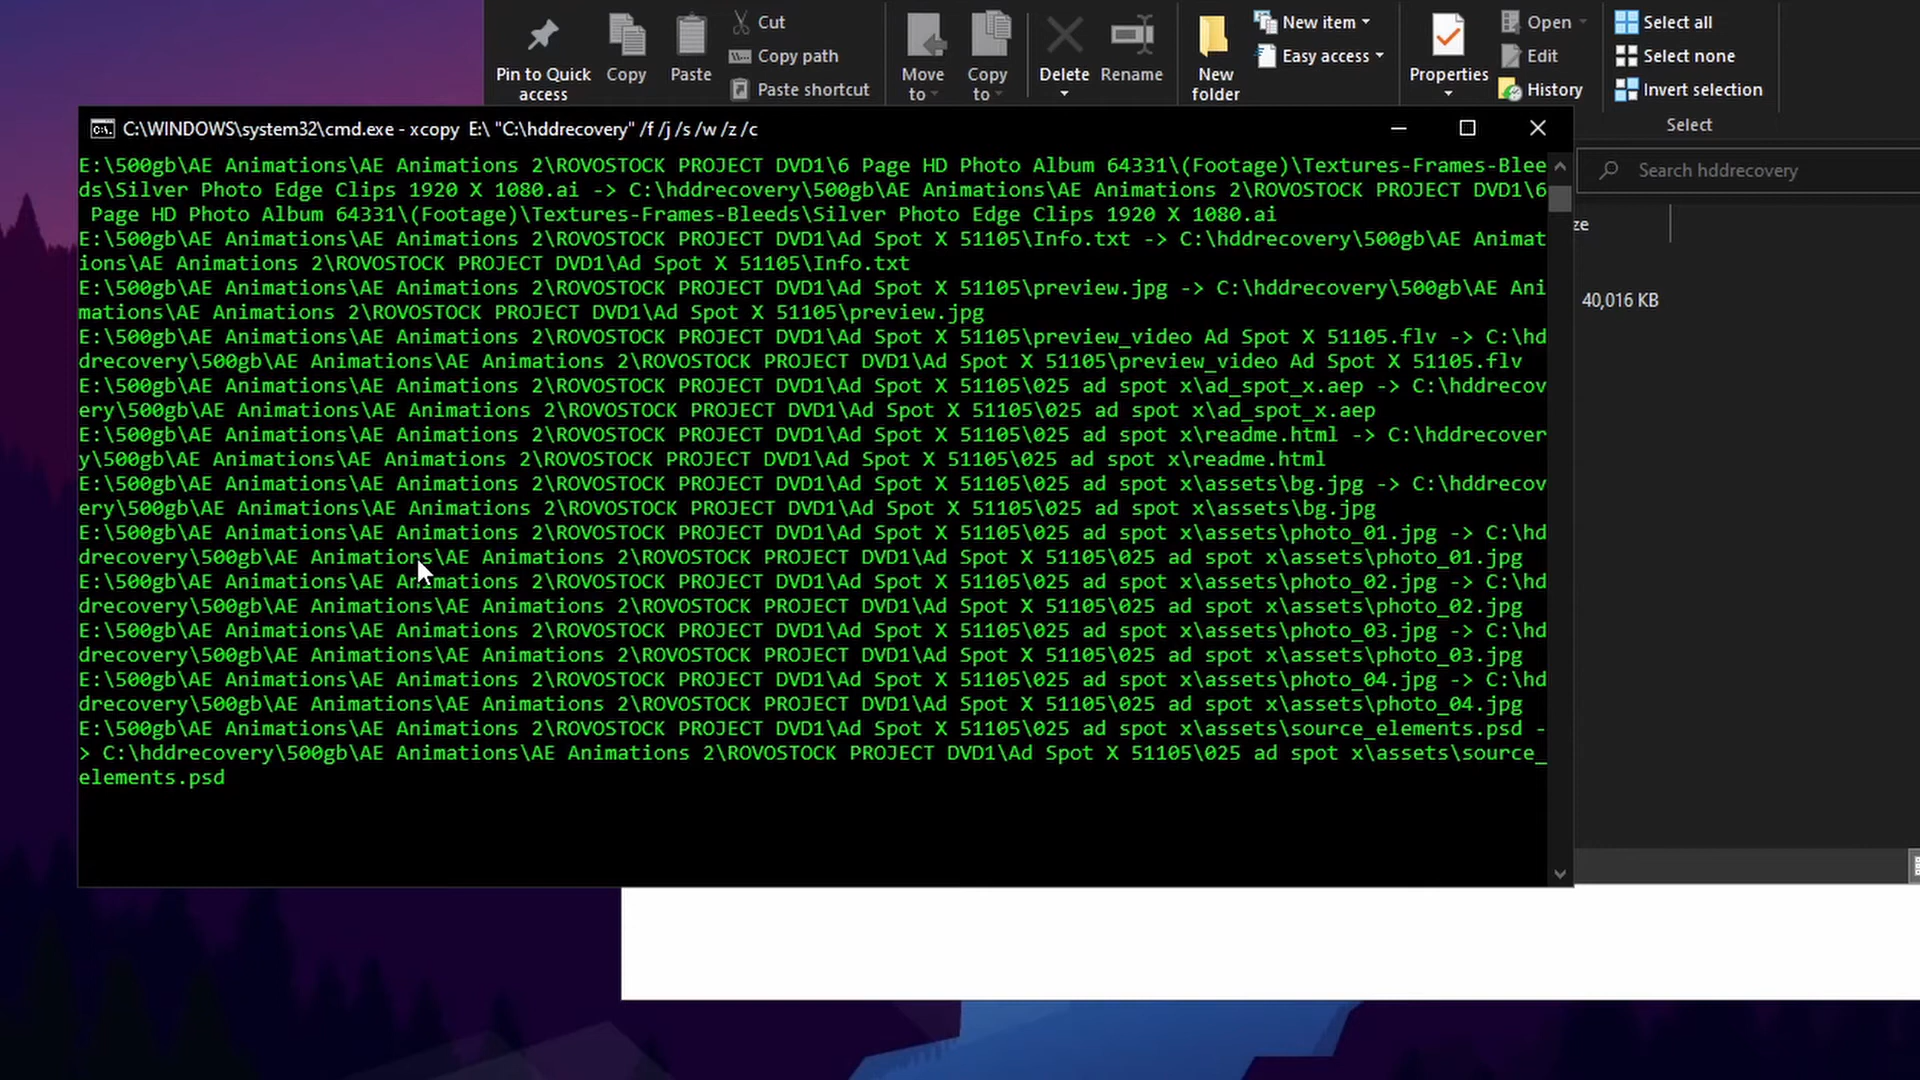 Pin to Quick access
Copy
Paste
Cut
Copy path
Paste shortcut
Move to
Copy to
Delete
Rename
New folder
New item
Easy access
Properties
Open
Edit
History
Select all
Select none
Invert selection
Select
C:\WINDOWS\system32\cmd.exe - xcopy  E:\ "C:\hddrecovery" /f /j /s /w /z /c
Search hddrecovery
ze
40,016 KB
E:\500gb\AE Animations\AE Animations 2\ROVOSTOCK PROJECT DVD1\6 Page HD Photo Album 64331\(Footage)\Textures-Frames-Blee
ds\Silver Photo Edge Clips 1920 X 1080.ai -> C:\hddrecovery\500gb\AE Animations\AE Animations 2\ROVOSTOCK PROJECT DVD1\6
 Page HD Photo Album 64331\(Footage)\Textures-Frames-Bleeds\Silver Photo Edge Clips 1920 X 1080.ai
E:\500gb\AE Animations\AE Animations 2\ROVOSTOCK PROJECT DVD1\Ad Spot X 51105\Info.txt -> C:\hddrecovery\500gb\AE Animat
ions\AE Animations 2\ROVOSTOCK PROJECT DVD1\Ad Spot X 51105\Info.txt
E:\500gb\AE Animations\AE Animations 2\ROVOSTOCK PROJECT DVD1\Ad Spot X 51105\preview.jpg -> C:\hddrecovery\500gb\AE Ani
mations\AE Animations 2\ROVOSTOCK PROJECT DVD1\Ad Spot X 51105\preview.jpg
E:\500gb\AE Animations\AE Animations 2\ROVOSTOCK PROJECT DVD1\Ad Spot X 51105\preview_video Ad Spot X 51105.flv -> C:\hd
drecovery\500gb\AE Animations\AE Animations 2\ROVOSTOCK PROJECT DVD1\Ad Spot X 51105\preview_video Ad Spot X 51105.flv
E:\500gb\AE Animations\AE Animations 2\ROVOSTOCK PROJECT DVD1\Ad Spot X 51105\025 ad spot x\ad_spot_x.aep -> C:\hddrecov
ery\500gb\AE Animations\AE Animations 2\ROVOSTOCK PROJECT DVD1\Ad Spot X 51105\025 ad spot x\ad_spot_x.aep
E:\500gb\AE Animations\AE Animations 2\ROVOSTOCK PROJECT DVD1\Ad Spot X 51105\025 ad spot x\readme.html -> C:\hddrecover
y\500gb\AE Animations\AE Animations 2\ROVOSTOCK PROJECT DVD1\Ad Spot X 51105\025 ad spot x\readme.html
E:\500gb\AE Animations\AE Animations 2\ROVOSTOCK PROJECT DVD1\Ad Spot X 51105\025 ad spot x\assets\bg.jpg -> C:\hddrecov
ery\500gb\AE Animations\AE Animations 2\ROVOSTOCK PROJECT DVD1\Ad Spot X 51105\025 ad spot x\assets\bg.jpg
E:\500gb\AE Animations\AE Animations 2\ROVOSTOCK PROJECT DVD1\Ad Spot X 51105\025 ad spot x\assets\photo_01.jpg -> C:\hd
drecovery\500gb\AE Animations\AE Animations 2\ROVOSTOCK PROJECT DVD1\Ad Spot X 51105\025 ad spot x\assets\photo_01.jpg
E:\500gb\AE Animations\AE Animations 2\ROVOSTOCK PROJECT DVD1\Ad Spot X 51105\025 ad spot x\assets\photo_02.jpg -> C:\hd
drecovery\500gb\AE Animations\AE Animations 2\ROVOSTOCK PROJECT DVD1\Ad Spot X 51105\025 ad spot x\assets\photo_02.jpg
E:\500gb\AE Animations\AE Animations 2\ROVOSTOCK PROJECT DVD1\Ad Spot X 51105\025 ad spot x\assets\photo_03.jpg -> C:\hd
drecovery\500gb\AE Animations\AE Animations 2\ROVOSTOCK PROJECT DVD1\Ad Spot X 51105\025 ad spot x\assets\photo_03.jpg
E:\500gb\AE Animations\AE Animations 2\ROVOSTOCK PROJECT DVD1\Ad Spot X 51105\025 ad spot x\assets\photo_04.jpg -> C:\hd
drecovery\500gb\AE Animations\AE Animations 2\ROVOSTOCK PROJECT DVD1\Ad Spot X 51105\025 ad spot x\assets\photo_04.jpg
E:\500gb\AE Animations\AE Animations 2\ROVOSTOCK PROJECT DVD1\Ad Spot X 51105\025 ad spot x\assets\source_elements.psd -
> C:\hddrecovery\500gb\AE Animations\AE Animations 2\ROVOSTOCK PROJECT DVD1\Ad Spot X 51105\025 ad spot x\assets\source_
elements.psd